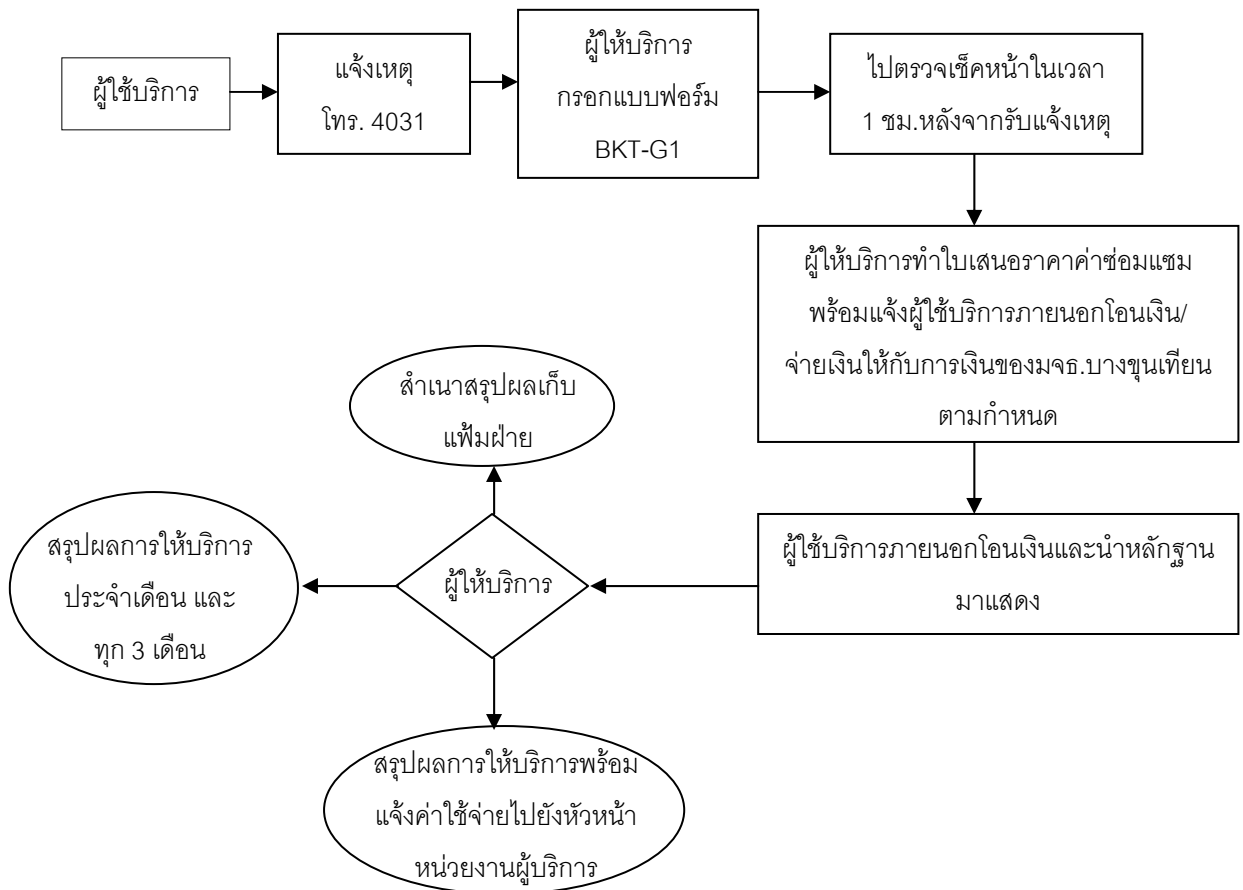 ผู้ใช้บริการ
แจ้งเหตุ
โทร. 4031
ผู้ให้บริการ
กรอกแบบฟอร์ม
BKT-G1
ไปตรวจเช็คหน้าในเวลา
1 ชม.หลังจากรับแจ้งเหตุ
ผู้ให้บริการทำใบเสนอราคาค่าซ่อมแซม
พร้อมแจ้งผู้ใช้บริการภายนอกโอนเงิน/
จ่ายเงินให้กับการเงินของมจธ.บางขุนเทียน
ตามกำหนด
ผู้ใช้บริการภายนอกโอนเงินและนำหลักฐาน
มาแสดง
ผู้ให้บริการ
สำเนาสรุปผลเก็บ
แฟ้มฝ่าย
สรุปผลการให้บริการ
ประจำเดือน และ
ทุก 3 เดือน
สรุปผลการให้บริการพร้อม
แจ้งค่าใช้จ่ายไปยังหัวหน้า
หน่วยงานผู้บริการ